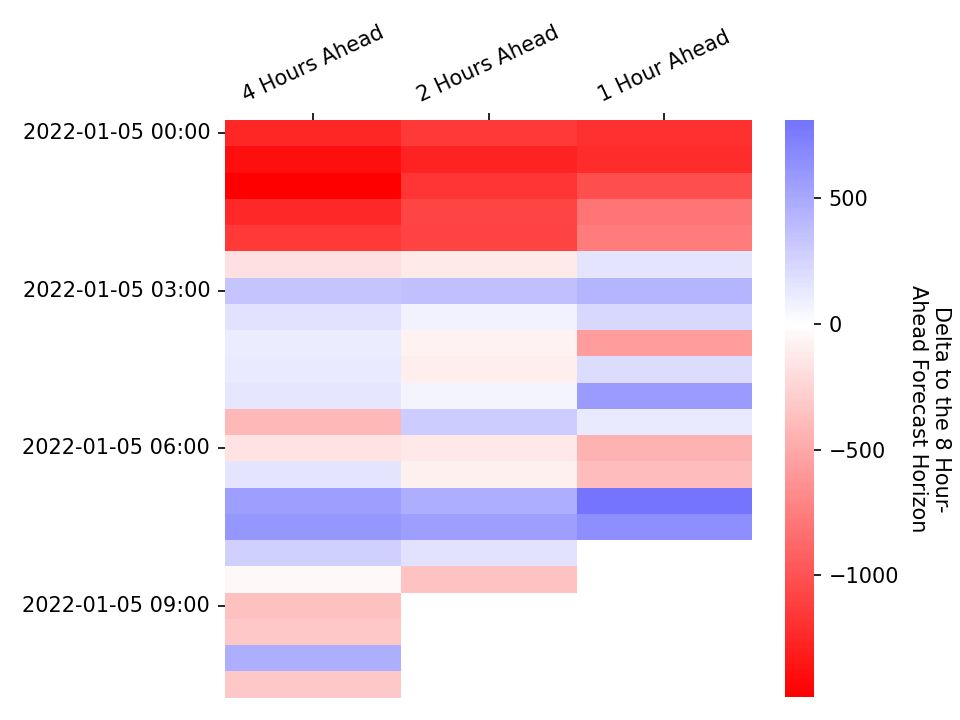 4 Hours Ahead
2 Hours Ahead
1 Hour Ahead
2022-01-05 00:00
2022-01-05 03:00
2022-01-05 06:00
2022-01-05 09:00
500
0
−500
−1000
Delta to the 8 Hour-
Ahead Forecast Horizon